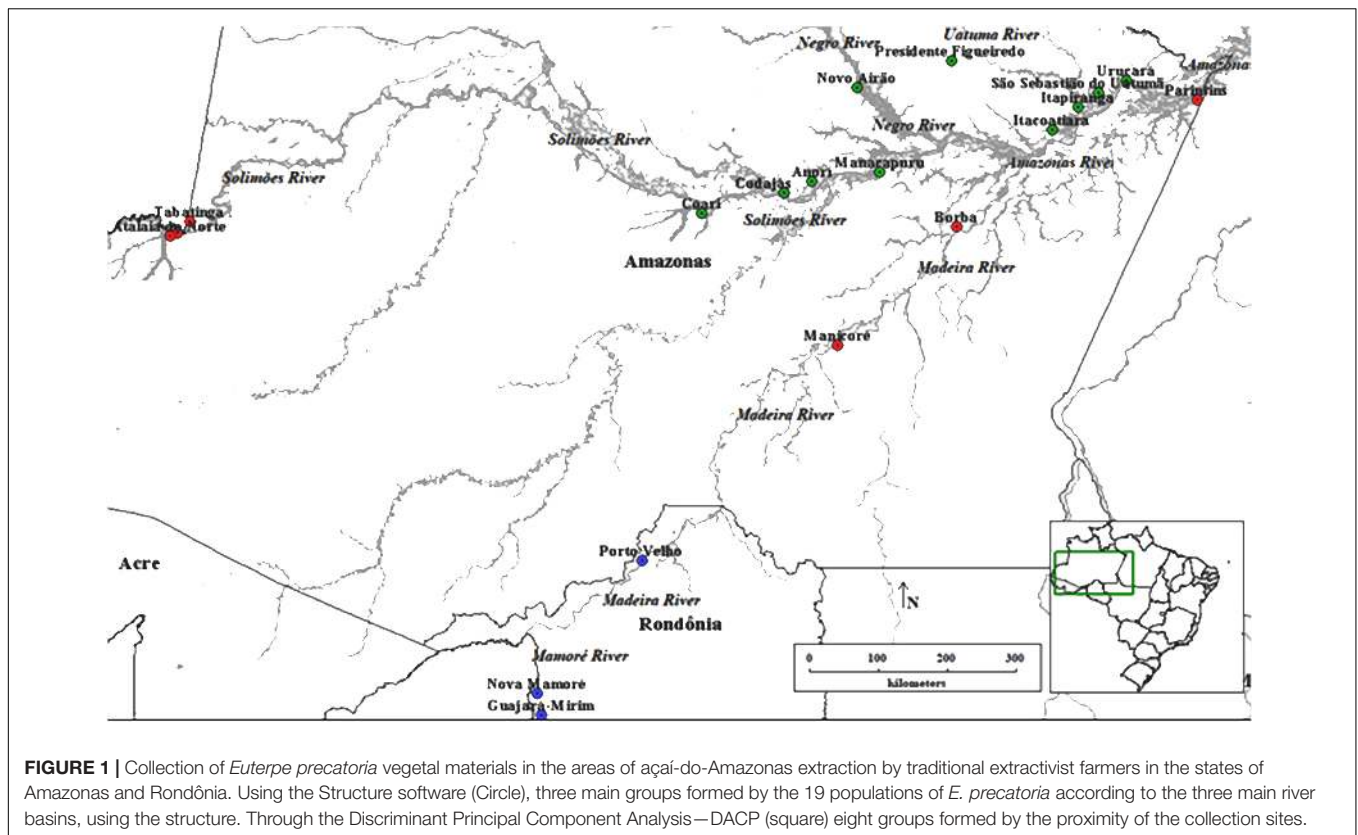 Negro River
Uatuma River
Presidente Figueiredo
Amazona
Novo Airão
Urucará
São Sebastião do Uatumã
Parintins
Itapiranga
Negro River
Itacoatiara
Solimões River
Amazonas River
Manacapuru
Anori
Codajás
Solimões River
Coari
Solimões River
Borba
Tabatinga
Atalaia do Norte
Amazonas
Madeira River
Manicoré
Madeira River
Porto Velho
Acre
Madeira River
N
Rondônia
Mamoré River
0 100 200 300
kilometers
Nova Mamoré
Guajará-Mirim
FIGURE 1 | Collection of Euterpe precatoria vegetal materials in the areas of açaí-do-Amazonas extraction by traditional extractivist farmers in the states of
Amazonas and Rondônia. Using the Structure software (Circle), three main groups formed by the 19 populations of E. precatoria according to the three main river
basins, using the structure. Through the Discriminant Principal Component Analysis—DACP (square) eight groups formed by the proximity of the collection sites.